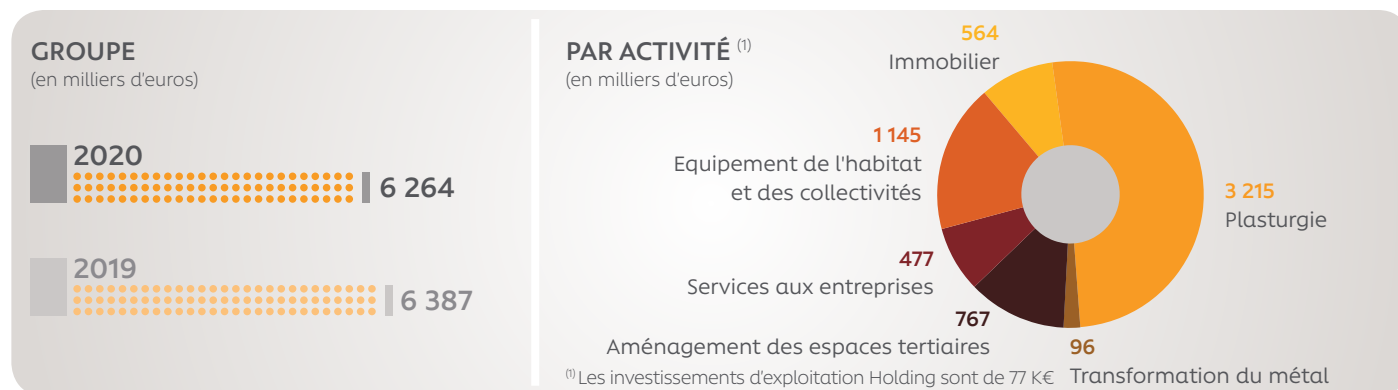 GROUPE
(en milliers d'euros)
2020
6 264
2019
6 387
PAR ACTIVITÉ (1)
(en milliers d'euros)
564
Immobilier
1 145
Equipement de l'habitat
et des collectivités
3 215
Plasturgie
477
Services aux entreprises
767
Aménagement des espaces tertiaires
96
Transformation du métal
(1) Les investissements d'exploitation Holding sont de 77 K€